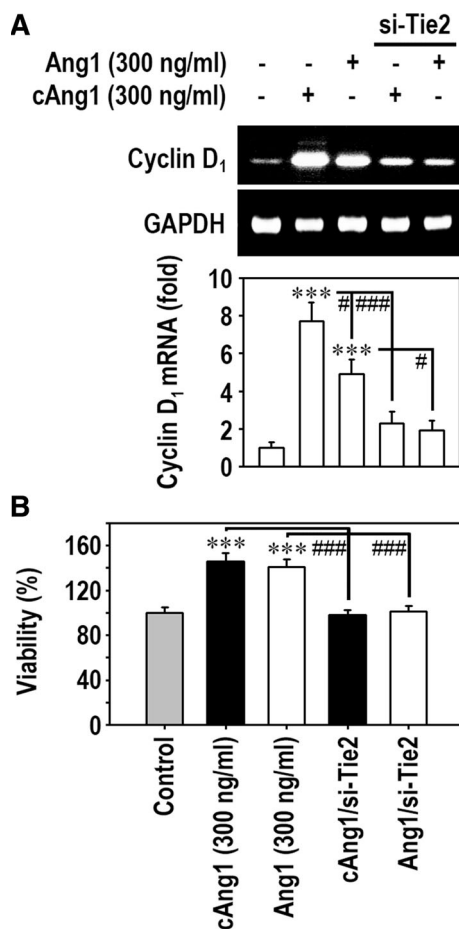 A
si-Tie2
Ang1 (300 ng/ml) - - + - +
cAng1 (300 ng/ml) - + - + -
Cyclin D₁
GAPDH
Cyclin D₁ mRNA (fold)
10
8
6
4
2
0
*** # ###
*** #
B
Viability (%)
160
120
80
40
0
*** *** ### ###
Control
cAng1 (300 ng/ml)
Ang1 (300 ng/ml)
cAng1/si-Tie2
Ang1/si-Tie2